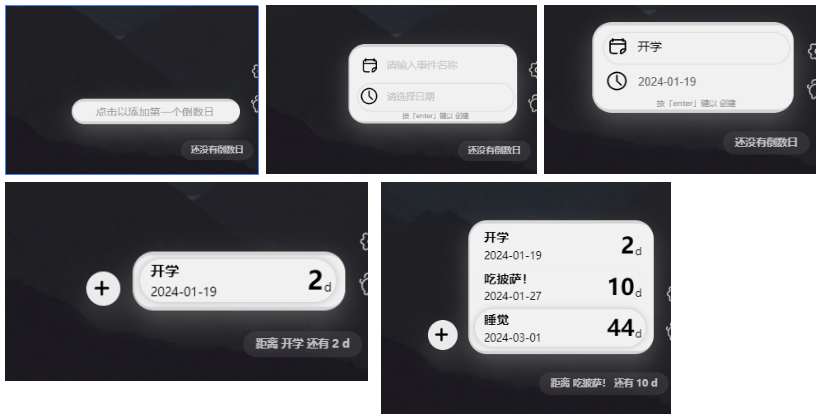 点击以添加第一个倒数日
还没有倒数日
请输入事件名称
请选择日期
按「enter」键以 创建
还没有倒数日
开学
2024-01-19
按「enter」键以 创建
还没有倒数日
开学
2024-01-19
2d
距离 开学 还有 2 d
开学
2024-01-19
2d
吃披萨！
2024-01-27
10d
睡觉
2024-03-01
44d
距离 吃披萨！ 还有 10 d